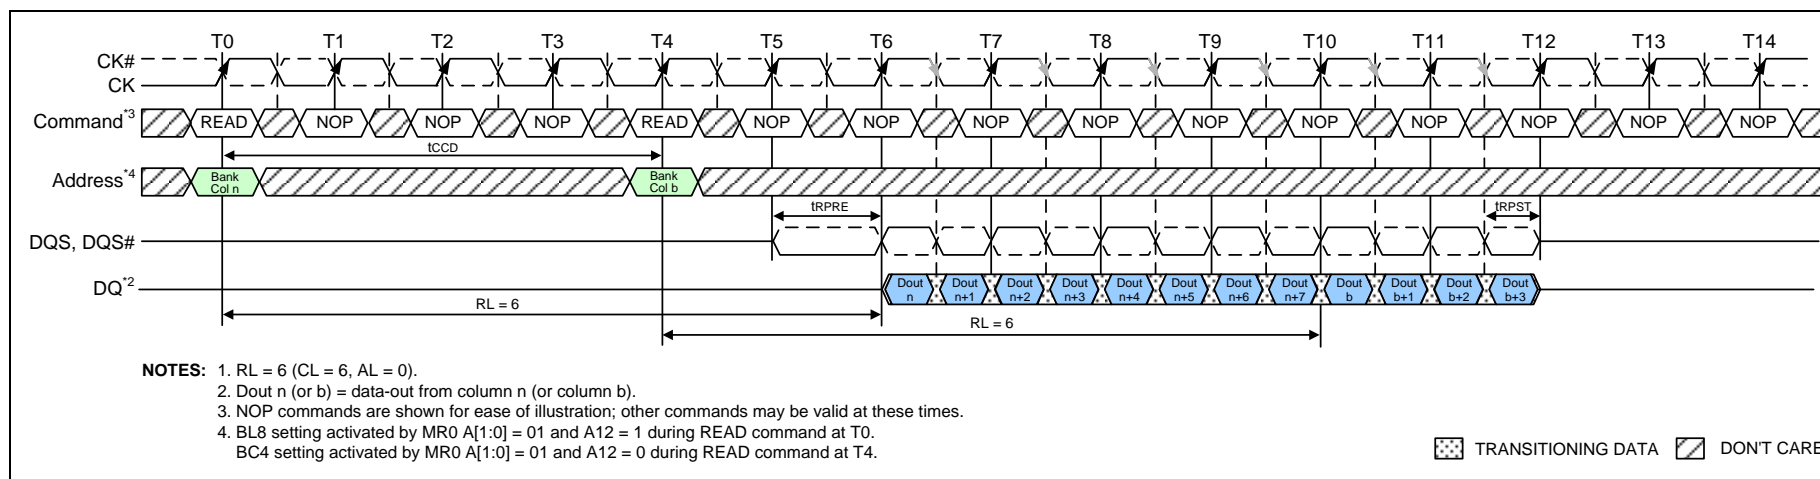 T0 T1 T2 T3 T4 T5 T6 T7 T8 T9 T10 T11 T12 T13 T14
CK#
CK
Command*3 READ NOP NOP NOP READ NOP NOP NOP NOP NOP NOP NOP NOP NOP NOP
tCCD
Address*4 Bank Col n Bank Col b
tRPRE tRPST
DQS, DQS#
DQ*2 Dout n Dout n+1 Dout n+2 Dout n+3 Dout n+4 Dout n+5 Dout n+6 Dout n+7 Dout b Dout b+1 Dout b+2 Dout b+3
RL = 6
RL = 6
NOTES: 1. RL = 6 (CL = 6, AL = 0).
2. Dout n (or b) = data-out from column n (or column b).
3. NOP commands are shown for ease of illustration; other commands may be valid at these times.
4. BL8 setting activated by MR0 A[1:0] = 01 and A12 = 1 during READ command at T0.
BC4 setting activated by MR0 A[1:0] = 01 and A12 = 0 during READ command at T4.
TRANSITIONING DATA DON'T CARE